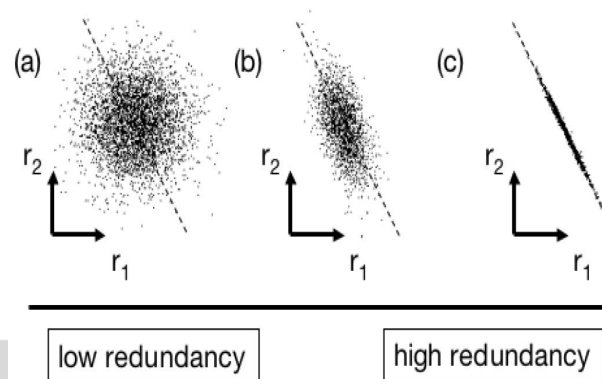 (a)
r2
r1
(b)
r2
r1
(c)
r2
r1
low redundancy
high redundancy